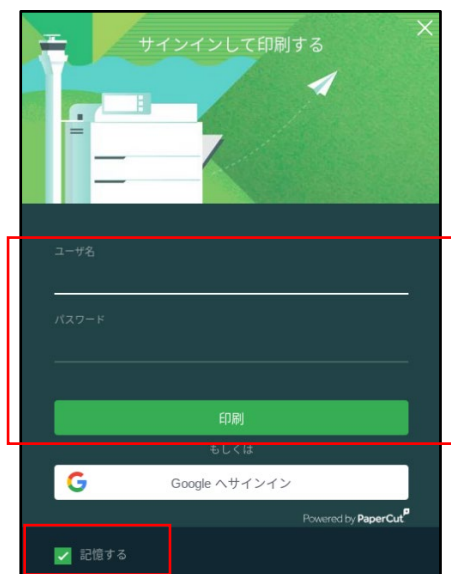 サインインして印刷する
ユーザ名
パスワード
印刷
もしくは
Google へサインイン
Powered by PaperCut
記憶する